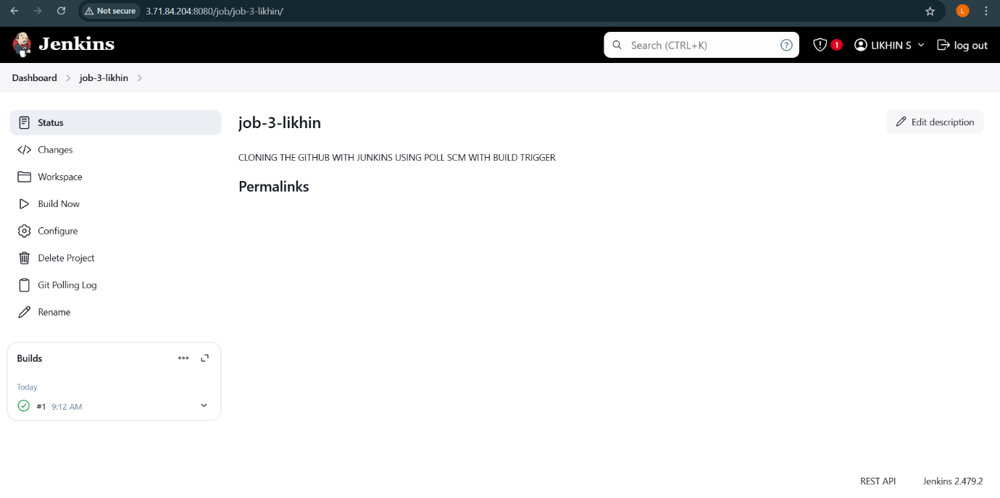 Not secure 3.71.84.204:8080/job/job-3-likhin/ L
Jenkins Search (CTRL+K) ? 1 LIKHIN S log out
Dashboard job-3-likhin
Status
Changes
Workspace
Build Now
Configure
Delete Project
Git Polling Log
Rename
Builds
Today
#1 9:12 AM
job-3-likhin
Edit description
CLONING THE GITHUB WITH JUNKINS USING POLL SCM WITH BUILD TRIGGER
Permalinks
REST API Jenkins 2.479.2